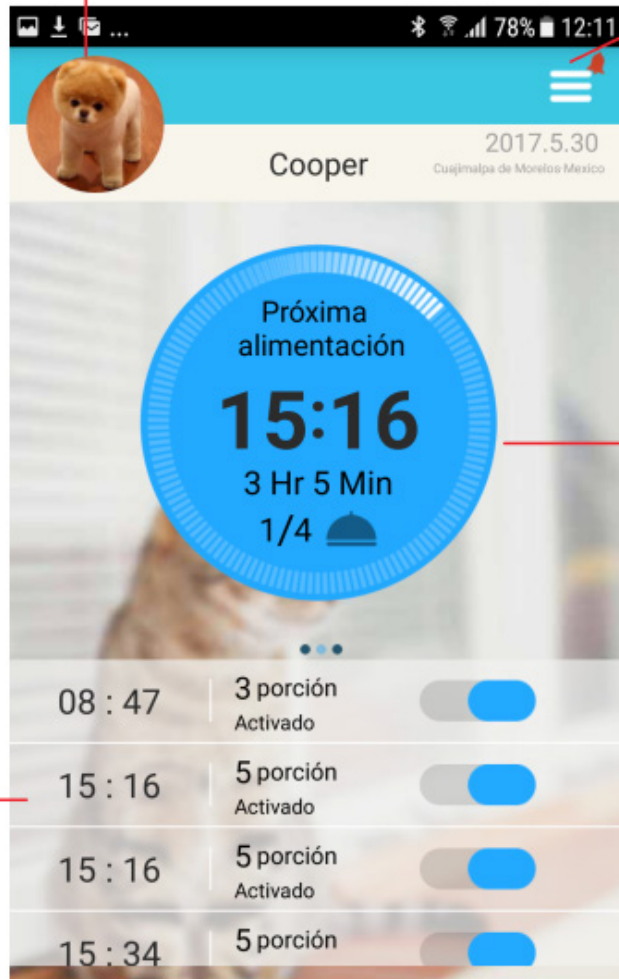 ... 78% 12:11
2017.5.30
Cooper
Cuajimalpa de Morelos Mexico
Próxima
alimentación
15:16
3 Hr 5 Min
1/4
08 : 47
3 porción
Activado
15 : 16
5 porción
Activado
15 : 16
5 porción
Activado
15 : 34
5 porción